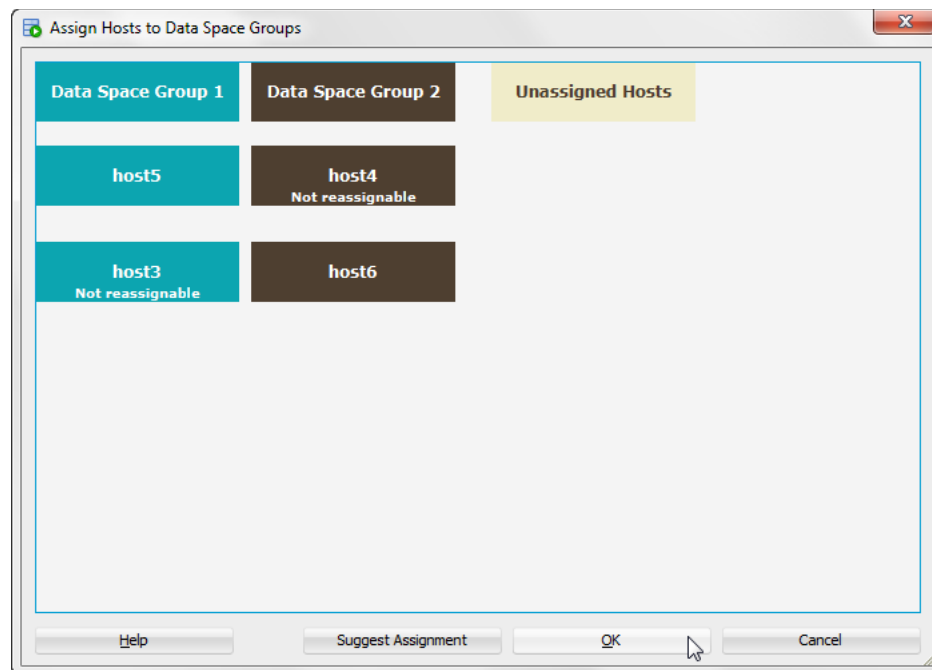 Assign Hosts to Data Space Groups
Data Space Group 1
Data Space Group 2
Unassigned Hosts
host5
host4
Not reassignable
host3
Not reassignable
host6
Help
Suggest Assignment
OK
Cancel